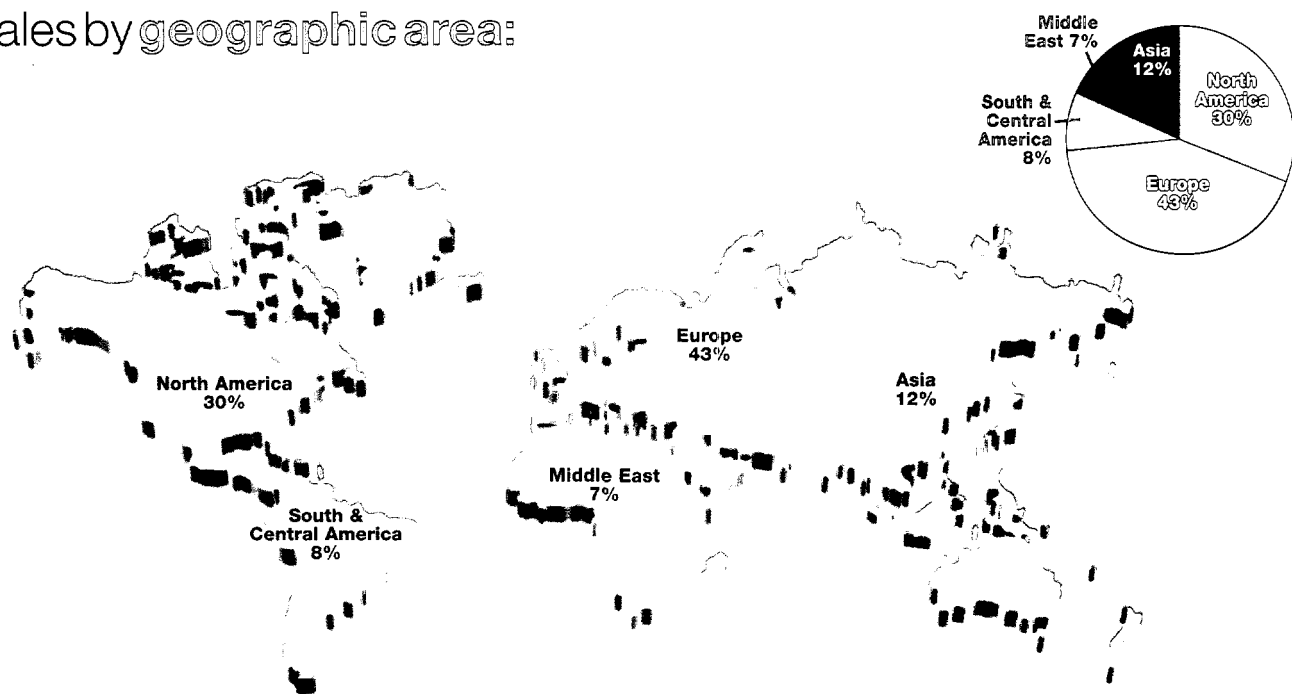 ales by geographic area:
Middle
East 7%
Asia
12%
North
America
30%
South &
Central
America
8%
Europe
43%
Europe
43%
North America
30%
Asia
12%
Middle East
7%
South &
Central America
8%